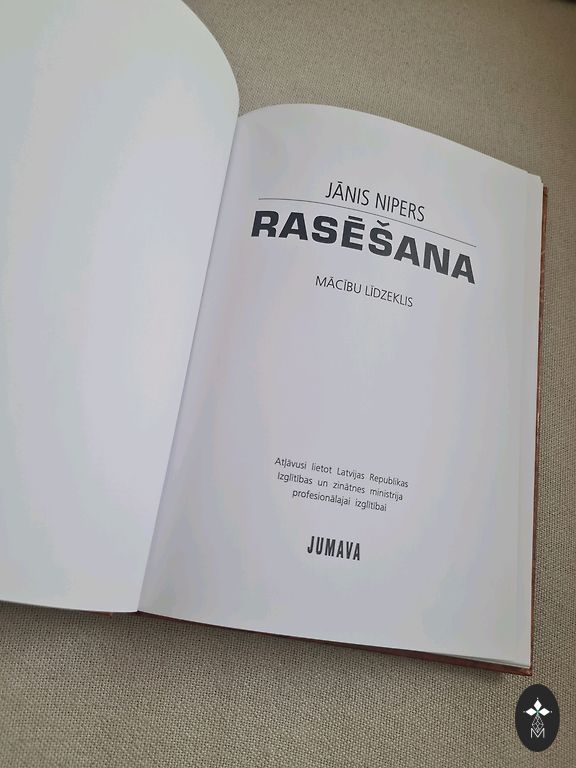 JĀNIS NIPERS
RASĒŠANA
MĀCĪBU LĪDZEKLIS
Atļāvusi lietot Latvijas Republikas
Izglītības un zinātnes ministrija
profesionālajai izglītībai
JUMAVA
M